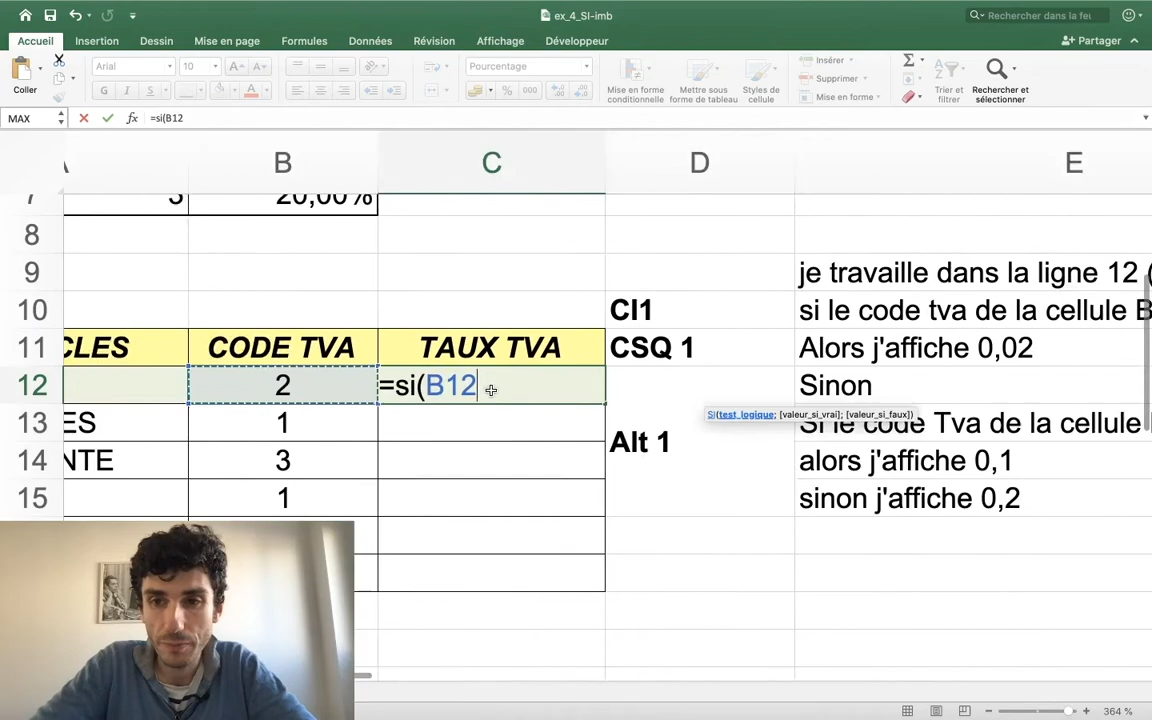 ex_4_SI-imb
Rechercher dans la feu
Accueil Insertion Dessin Mise en page Formules Données Révision Affichage Développeur
Partager
Coller
Arial 10
G I S
Pourcentage
% 000
Mise en forme conditionnelle
Mettre sous forme de tableau
Styles de cellule
Insérer
Supprimer
Mise en forme
Trier et filtrer
Rechercher et sélectionner
MAX fx =si(B12
B C D E
7 3 20,00%
8
9 je travaille dans la ligne 12 (
10 CI1 si le code tva de la cellule B
11 CLES CODE TVA TAUX TVA CSQ 1 Alors j'affiche 0,02
12 2 =si(B12 Sinon
SI(test_logique; [valeur_si_vrai]; [valeur_si_faux])
13 ES 1 Si le code Tva de la cellule
Alt 1
14 NTE 3 alors j'affiche 0,1
15 1 sinon j'affiche 0,2
364 %